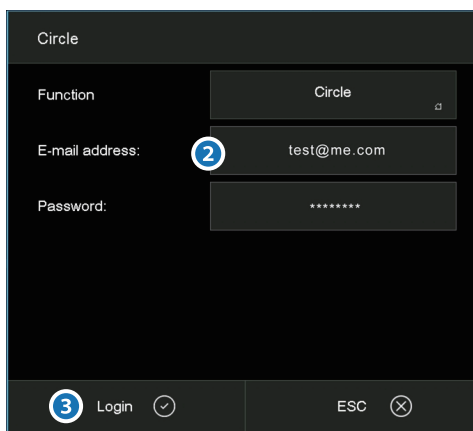 Circle
Function Circle
E-mail address: 2 test@me.com
Password: ********
3 Login ESC